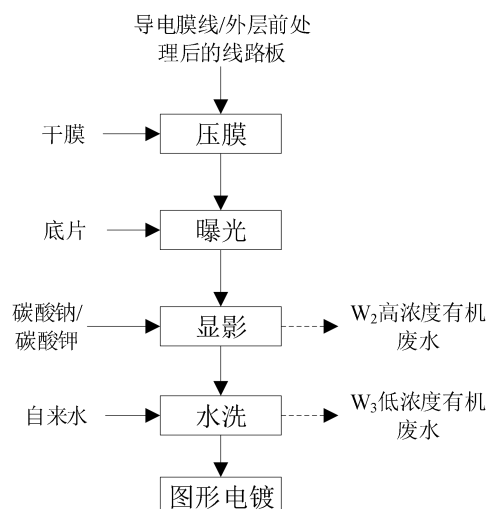 导电膜线/外层前处
理后的线路板
干膜
压膜
底片
曝光
碳酸钠/
碳酸钾
显影
W₂高浓度有机
废水
自来水
水洗
W₃低浓度有机
废水
图形电镀